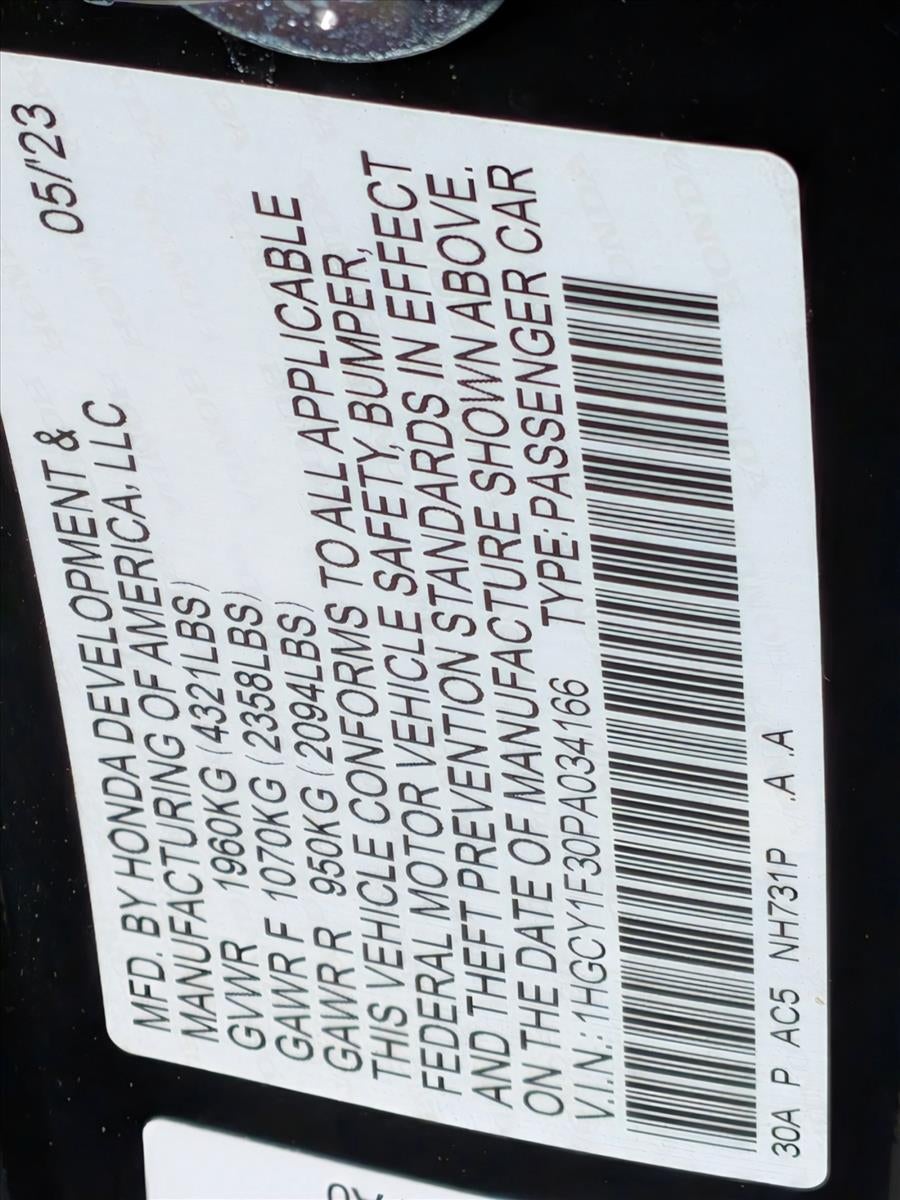 MFD. BY HONDA DEVELOPMENT & 05/'23
MANUFACTURING OF AMERICA, LLC
GVWR 1960KG (4321LBS)
GAWR F 1070KG (2358LBS)
GAWR R 950KG (2094LBS)
THIS VEHICLE CONFORMS TO ALL APPLICABLE
FEDERAL MOTOR VEHICLE SAFETY, BUMPER,
AND THEFT PREVENTION STANDARDS IN EFFECT
ON THE DATE OF MANUFACTURE SHOWN ABOVE.
V.I.N.: 1HGCY1F30PA034166 TYPE: PASSENGER CAR
30A P AC5 NH731P .A .A